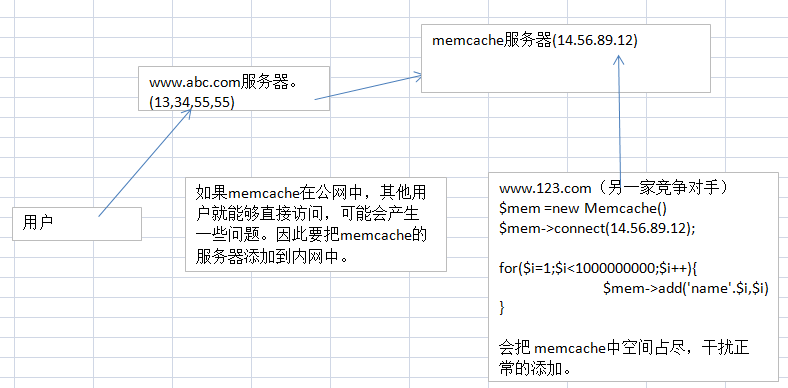 memcache服务器(14.56.89.12)
www.abc.com服务器。
(13,34,55,55)
用户
如果memcache在公网中，其他用
户就能够直接访问，可能会产生
一些问题。因此要把memcache的
服务器添加到内网中。
www.123.com（另一家竞争对手）
$mem =new Memcache()
$mem->connect(14.56.89.12);
for($i=1;$i<1000000000;$i++){
$mem->add('name'.$i,$i)
}
会把 memcache中空间占尽，干扰正
常的添加。